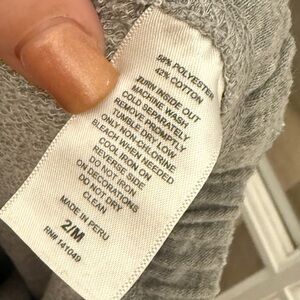 58% POLYESTER
42% COTTON
TURN INSIDE OUT
MACHINE WASH
COLD SEPARATELY
REMOVE PROMPTLY
TUMBLE DRY LOW
ONLY NON-CHLORINE
BLEACH WHEN NEEDED
COOL IRON ON
REVERSE SIDE
DO NOT IRON
ON DECORATIONS
DO NOT DRY
CLEAN
MADE IN PERU
2/M
RN# 141049